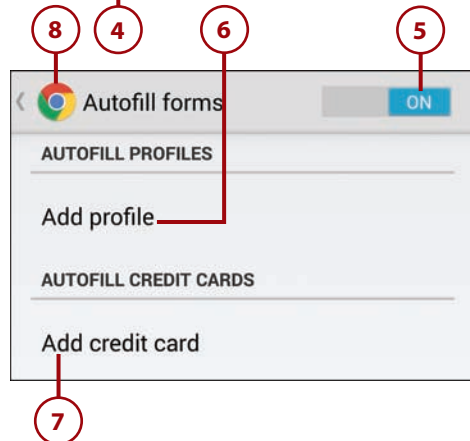 8 4 6 5
Autofill forms ON
AUTOFILL PROFILES
Add profile
AUTOFILL CREDIT CARDS
Add credit card
7